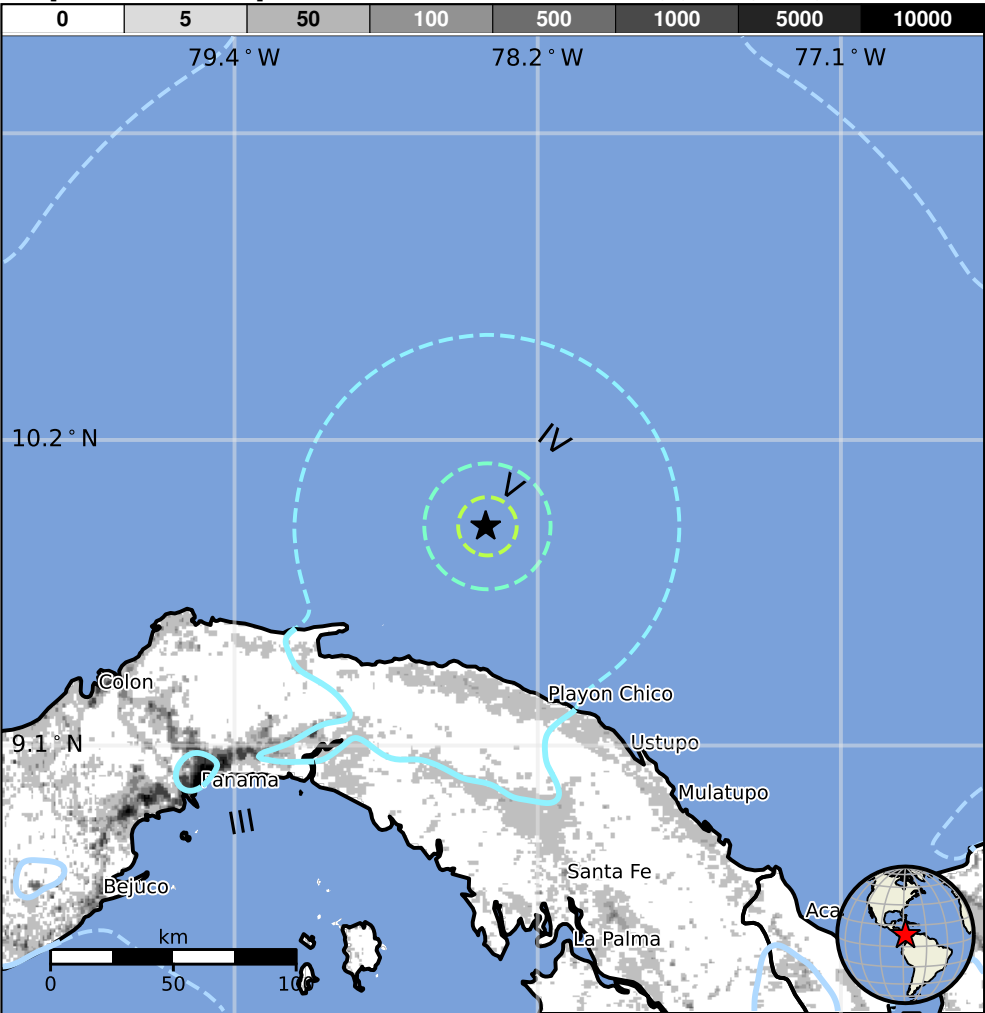 0 5 50 100 500 1000 5000 10000
79.4°W 78.2°W 77.1°W
10.2°N
IV
V
Colon
Playon Chico
9.1°N
Ustupo
Panama
Mulatupo
III
Santa Fe
Bejuco
Aca
La Palma
km
0 50